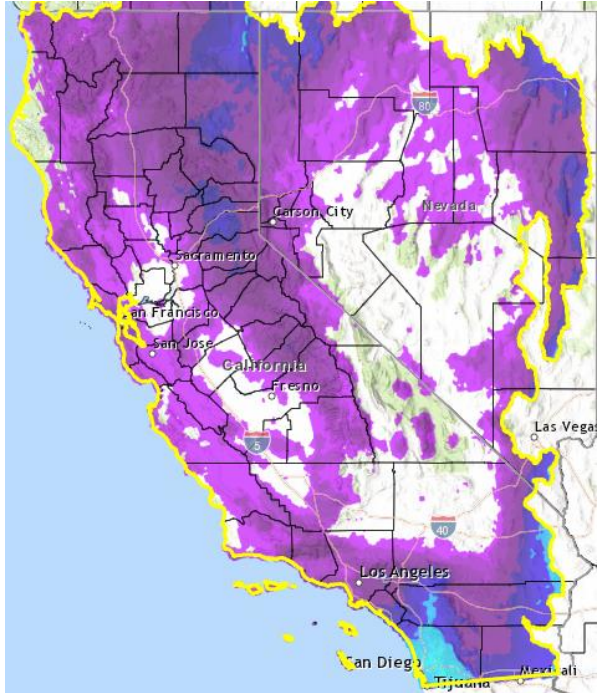 80
Nevada
Carson City
Sacramento
San Francisco
San Jose
California
Fresno
5
Las Vegas
40
Los Angeles
San Diego
Tijuana
Mexicali